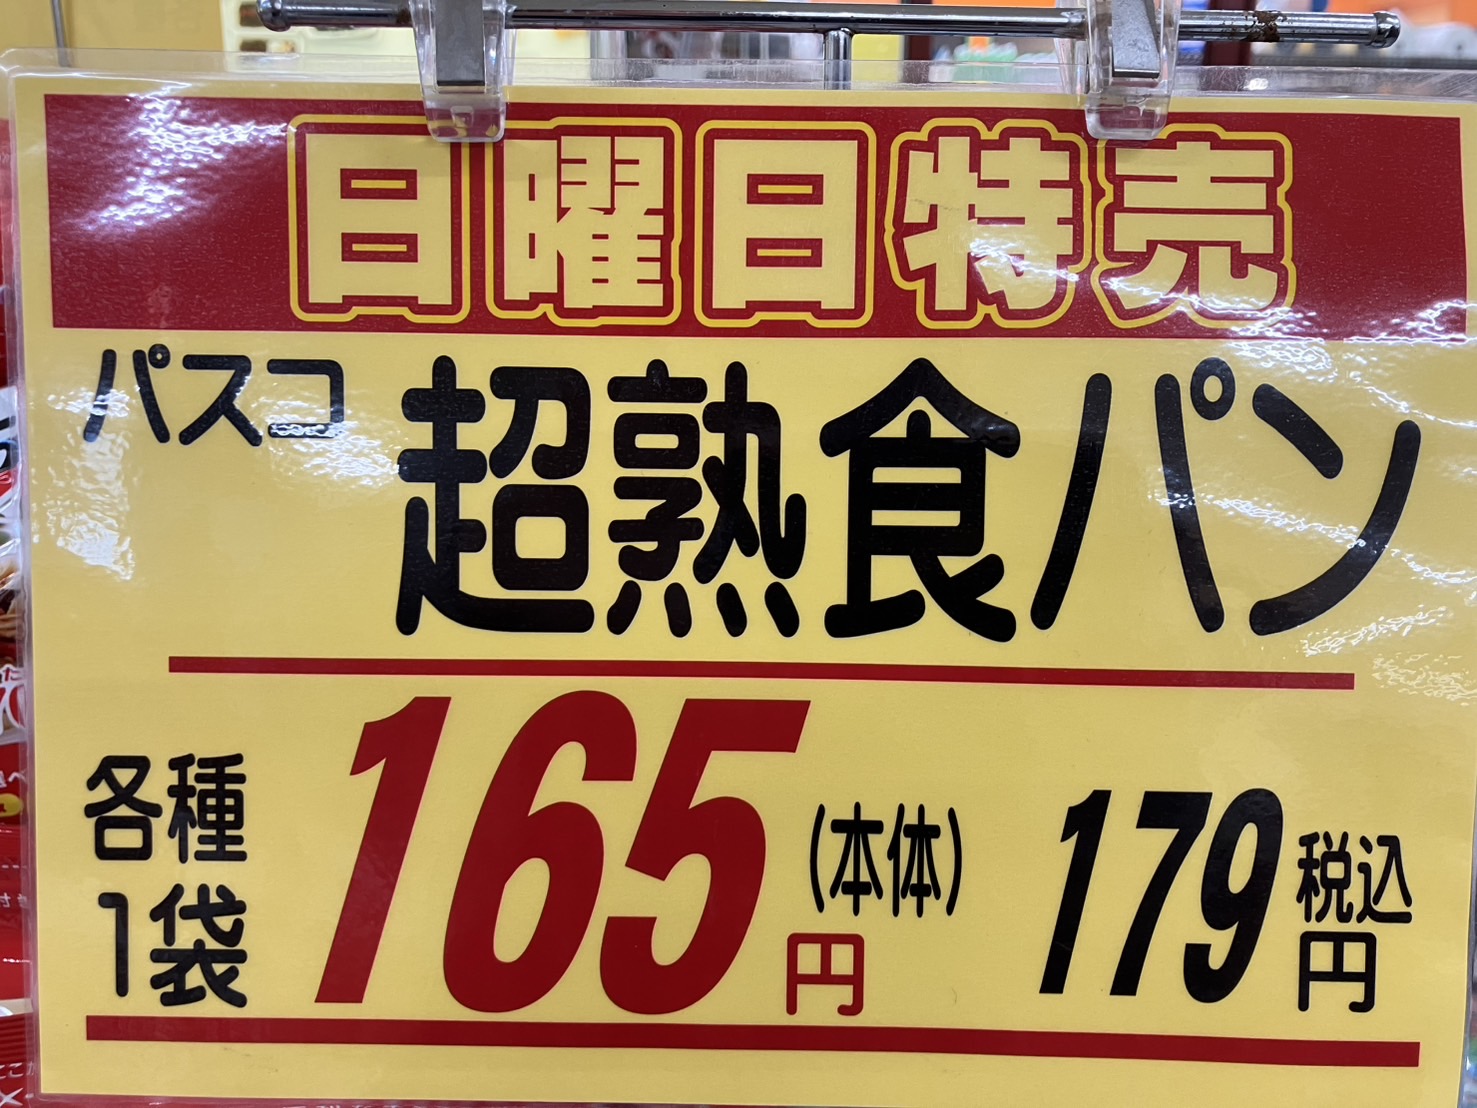 日曜日特売
パスコ
超熟食パン
各種
1袋
165円
(本体)
179円
税込